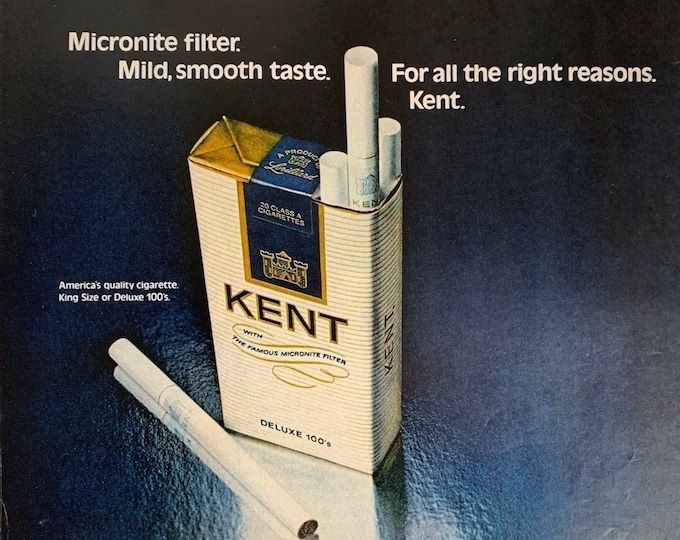 Micronite filter.
Mild, smooth taste.
For all the right reasons.
Kent.
A PRODUCT OF
Lorillard
20 CLASS A
CIGARETTES
KENT
America's quality cigarette.
King Size or Deluxe 100's.
KENT
WITH
THE FAMOUS MICRONITE FILTER
KENT
DELUXE 100's